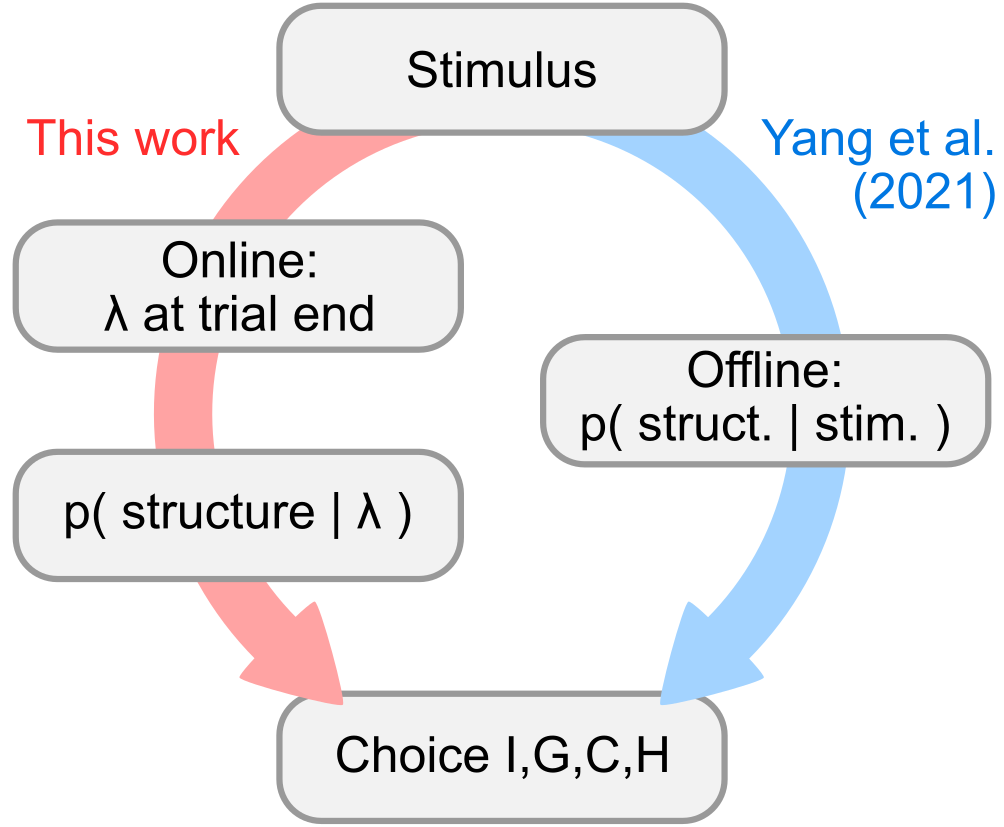 Stimulus
This work
Yang et al.
(2021)
Online:
λ at trial end
Offline:
p( struct. | stim. )
p( structure | λ )
Choice I,G,C,H